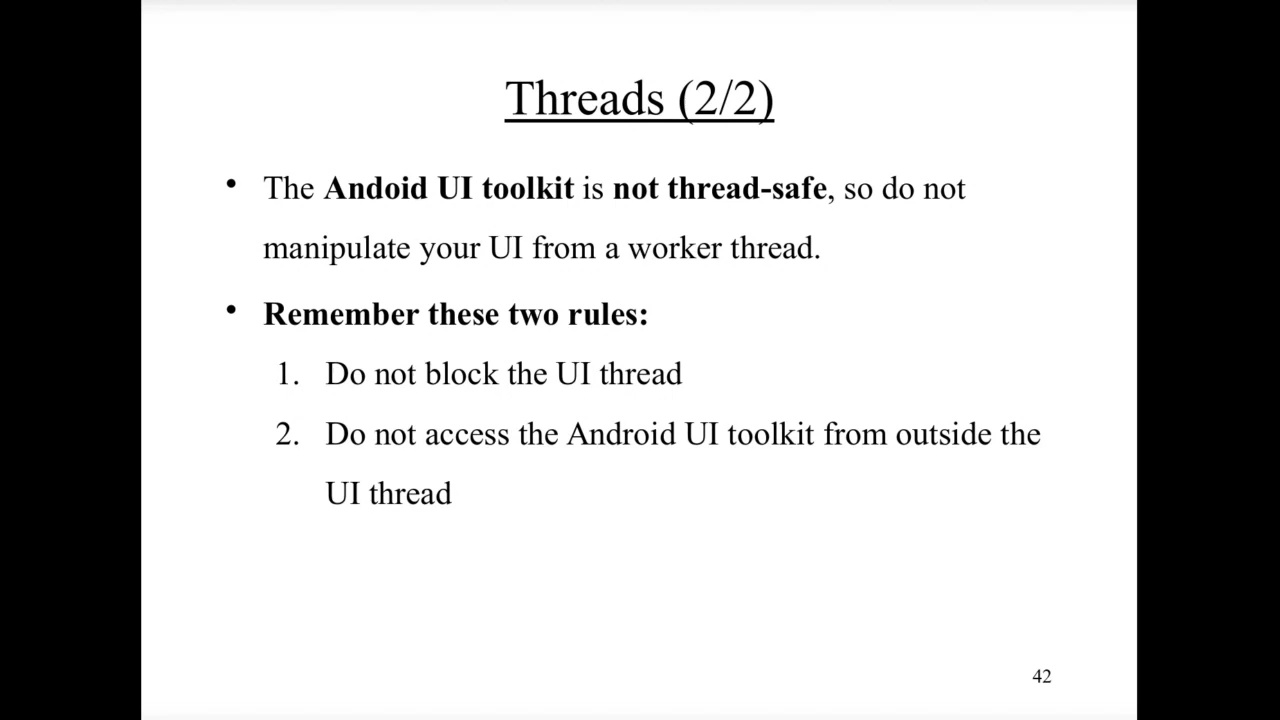 Threads (2/2)
• The Andoid UI toolkit is not thread-safe, so do not
manipulate your UI from a worker thread.
• Remember these two rules:
1. Do not block the UI thread
2. Do not access the Android UI toolkit from outside the
UI thread
42